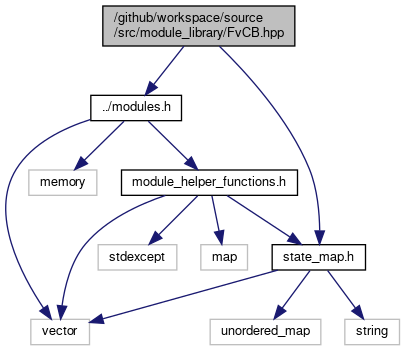 /github/workspace/source
/src/module_library/FvCB.hpp
../modules.h
memory
module_helper_functions.h
stdexcept
map
state_map.h
vector
unordered_map
string